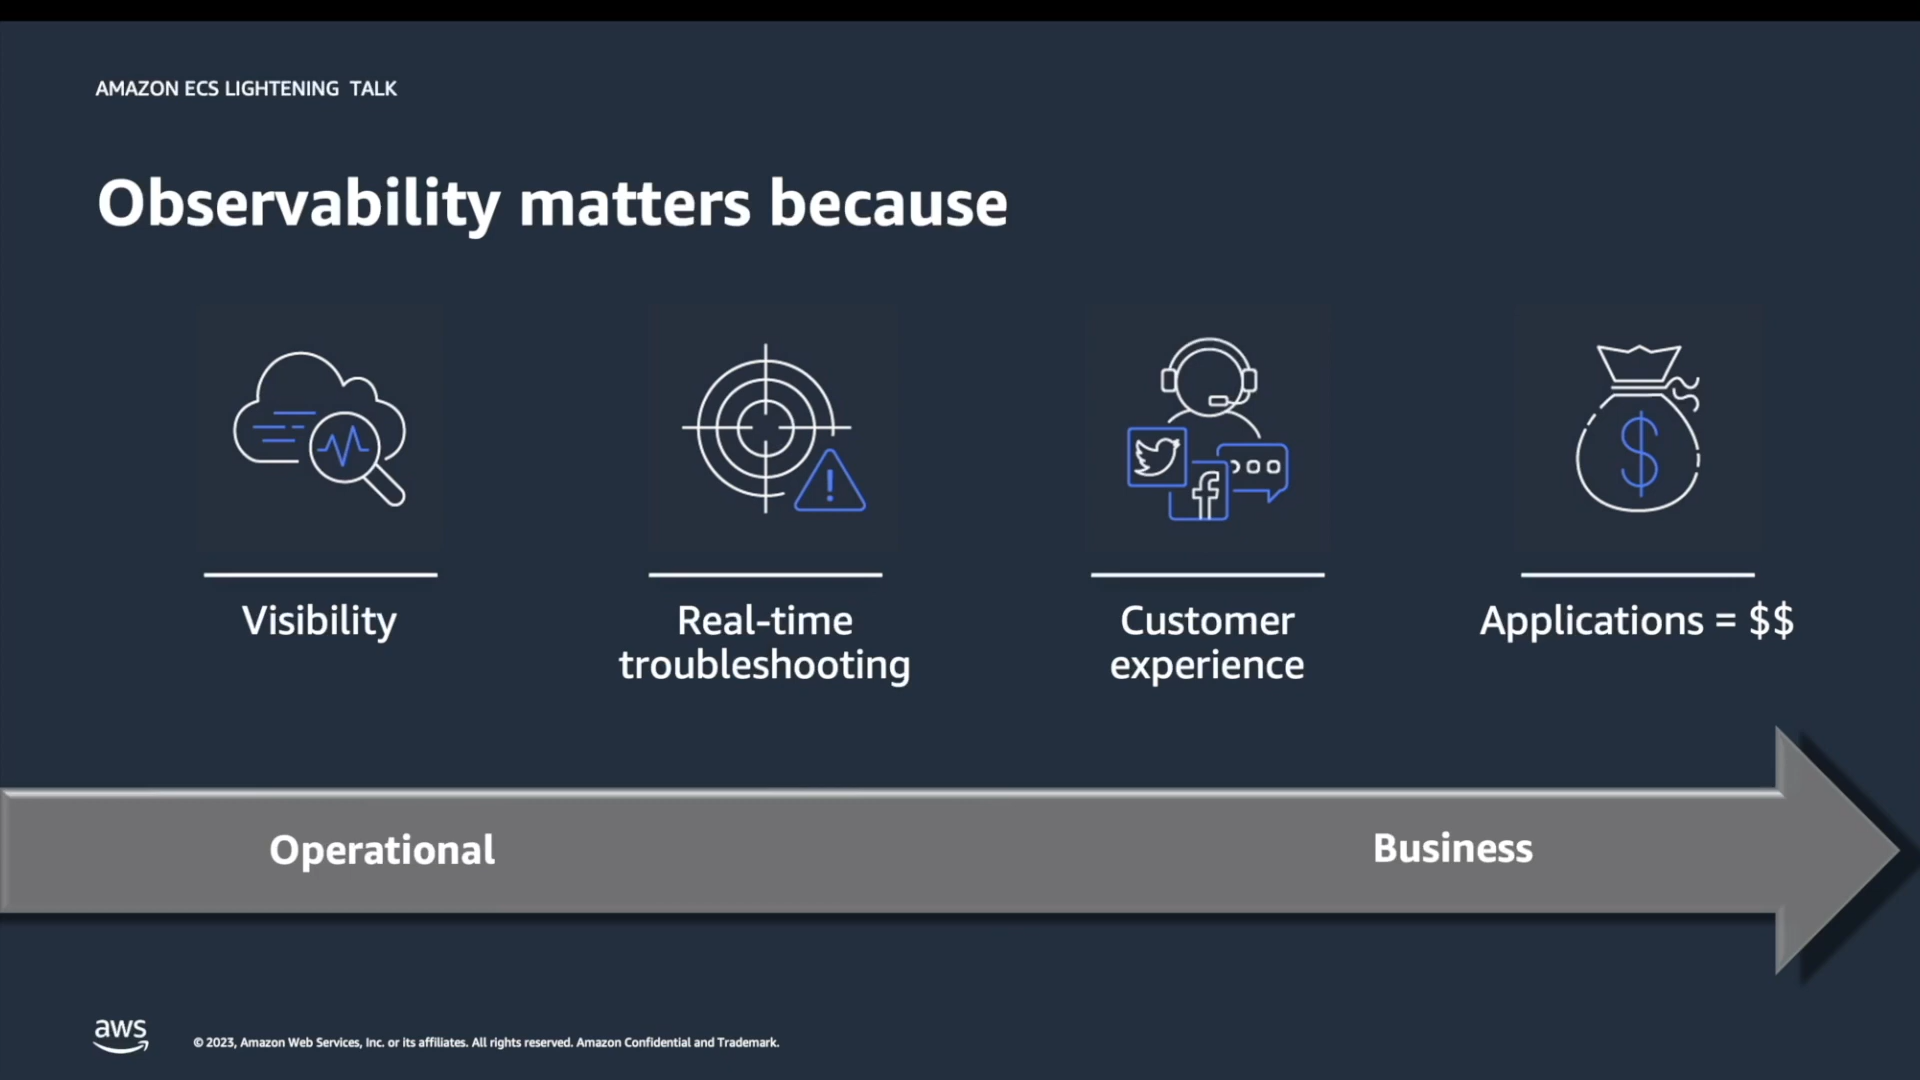 AMAZON ECS LIGHTENING TALK
Observability matters because
Visibility
Real-time
troubleshooting
Customer
experience
Applications = $$
Operational
Business
aws
© 2023, Amazon Web Services, Inc. or its affiliates. All rights reserved. Amazon Confidential and Trademark.